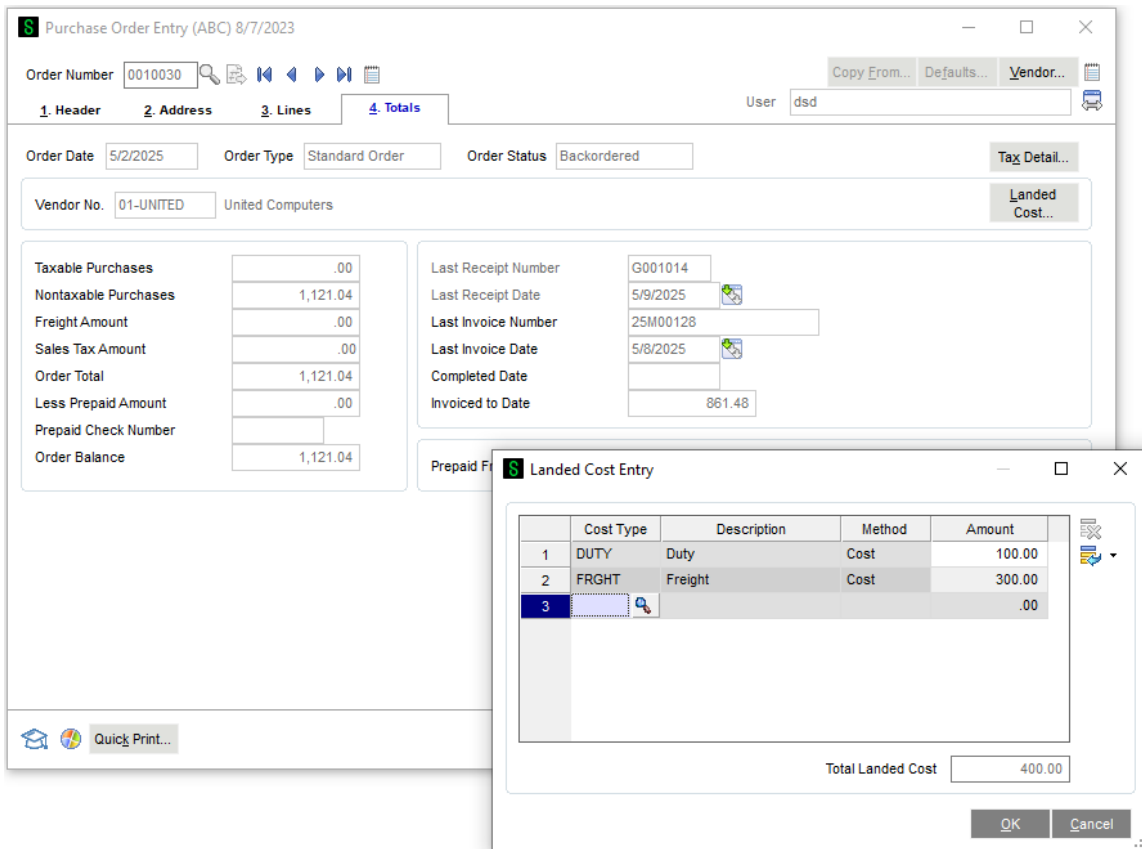 S Purchase Order Entry (ABC) 8/7/2023
Order Number 0010030 Copy From... Defaults... Vendor...
1. Header 2. Address 3. Lines 4. Totals User dsd
Order Date 5/2/2025 Order Type Standard Order Order Status Backordered Tax Detail...
Vendor No. 01-UNITED United Computers Landed
Cost...
Taxable Purchases .00
Nontaxable Purchases 1,121.04
Freight Amount .00
Sales Tax Amount .00
Order Total 1,121.04
Less Prepaid Amount .00
Prepaid Check Number
Order Balance 1,121.04
Last Receipt Number G001014
Last Receipt Date 5/9/2025
Last Invoice Number 25M00128
Last Invoice Date 5/8/2025
Completed Date
Invoiced to Date 861.48
Prepaid Fr
Quick Print...
S Landed Cost Entry
Cost Type Description Method Amount
1 DUTY Duty Cost 100.00
2 FRGHT Freight Cost 300.00
3 .00
Total Landed Cost 400.00
OK Cancel